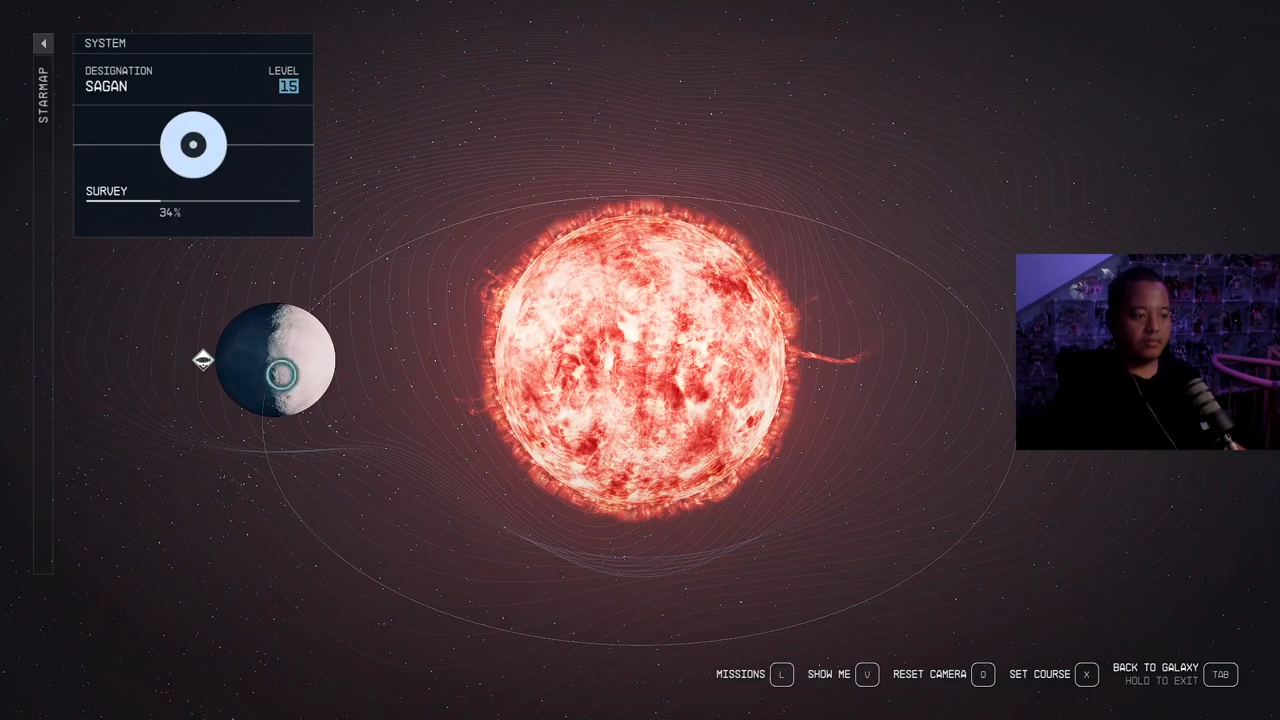 STARMAP
SYSTEM
DESIGNATION LEVEL
SAGAN 15
SURVEY
34%
MISSIONS L SHOW ME V RESET CAMERA Q SET COURSE X BACK TO GALAXY TAB
HOLD TO EXIT